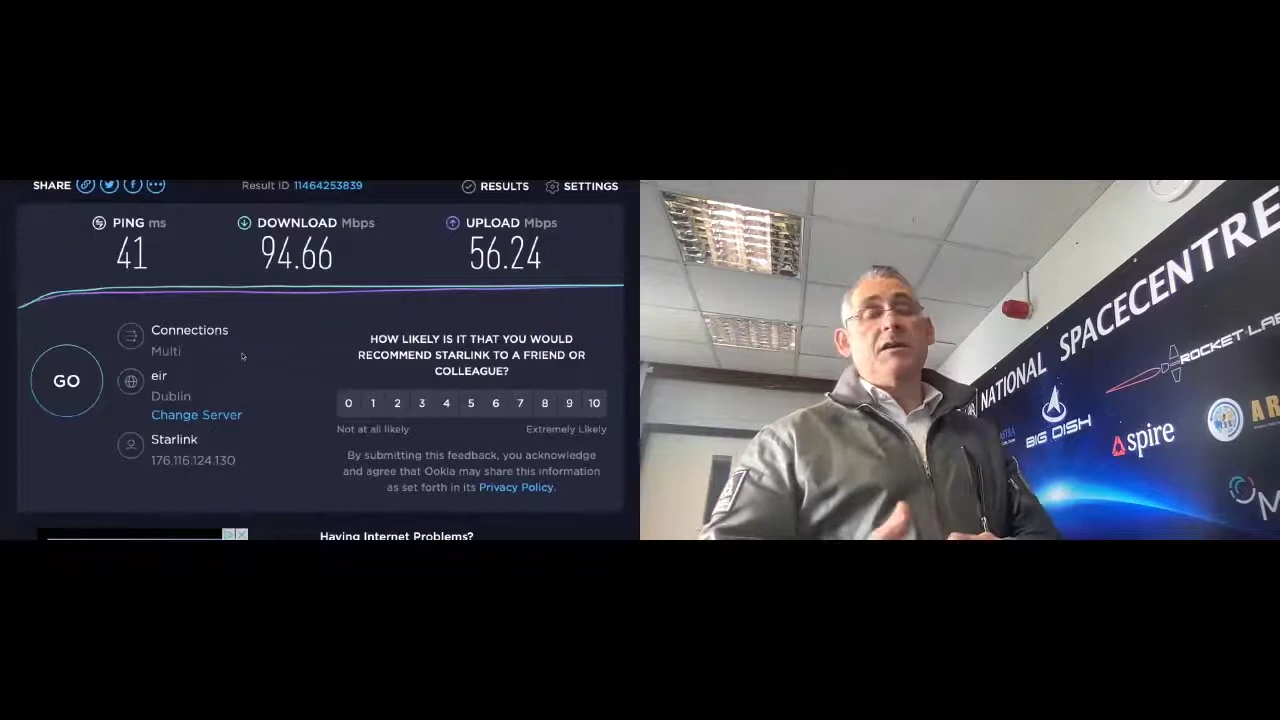 SHARE
Result ID 11464253839
RESULTS
SETTINGS
PING ms
DOWNLOAD Mbps
UPLOAD Mbps
41
94.66
56.24
Connections
Multi
eir
Dublin
Change Server
Starlink
176.116.124.130
GO
HOW LIKELY IS IT THAT YOU WOULD
RECOMMEND STARLINK TO A FRIEND OR
COLLEAGUE?
0 1 2 3 4 5 6 7 8 9 10
Not at all likely
Extremely Likely
By submitting this feedback, you acknowledge
and agree that Ookla may share this information
as set forth in its Privacy Policy.
Having Internet Problems?
NATIONAL SPACECENTRE
BIG DISH
spire
ROCKET LAB